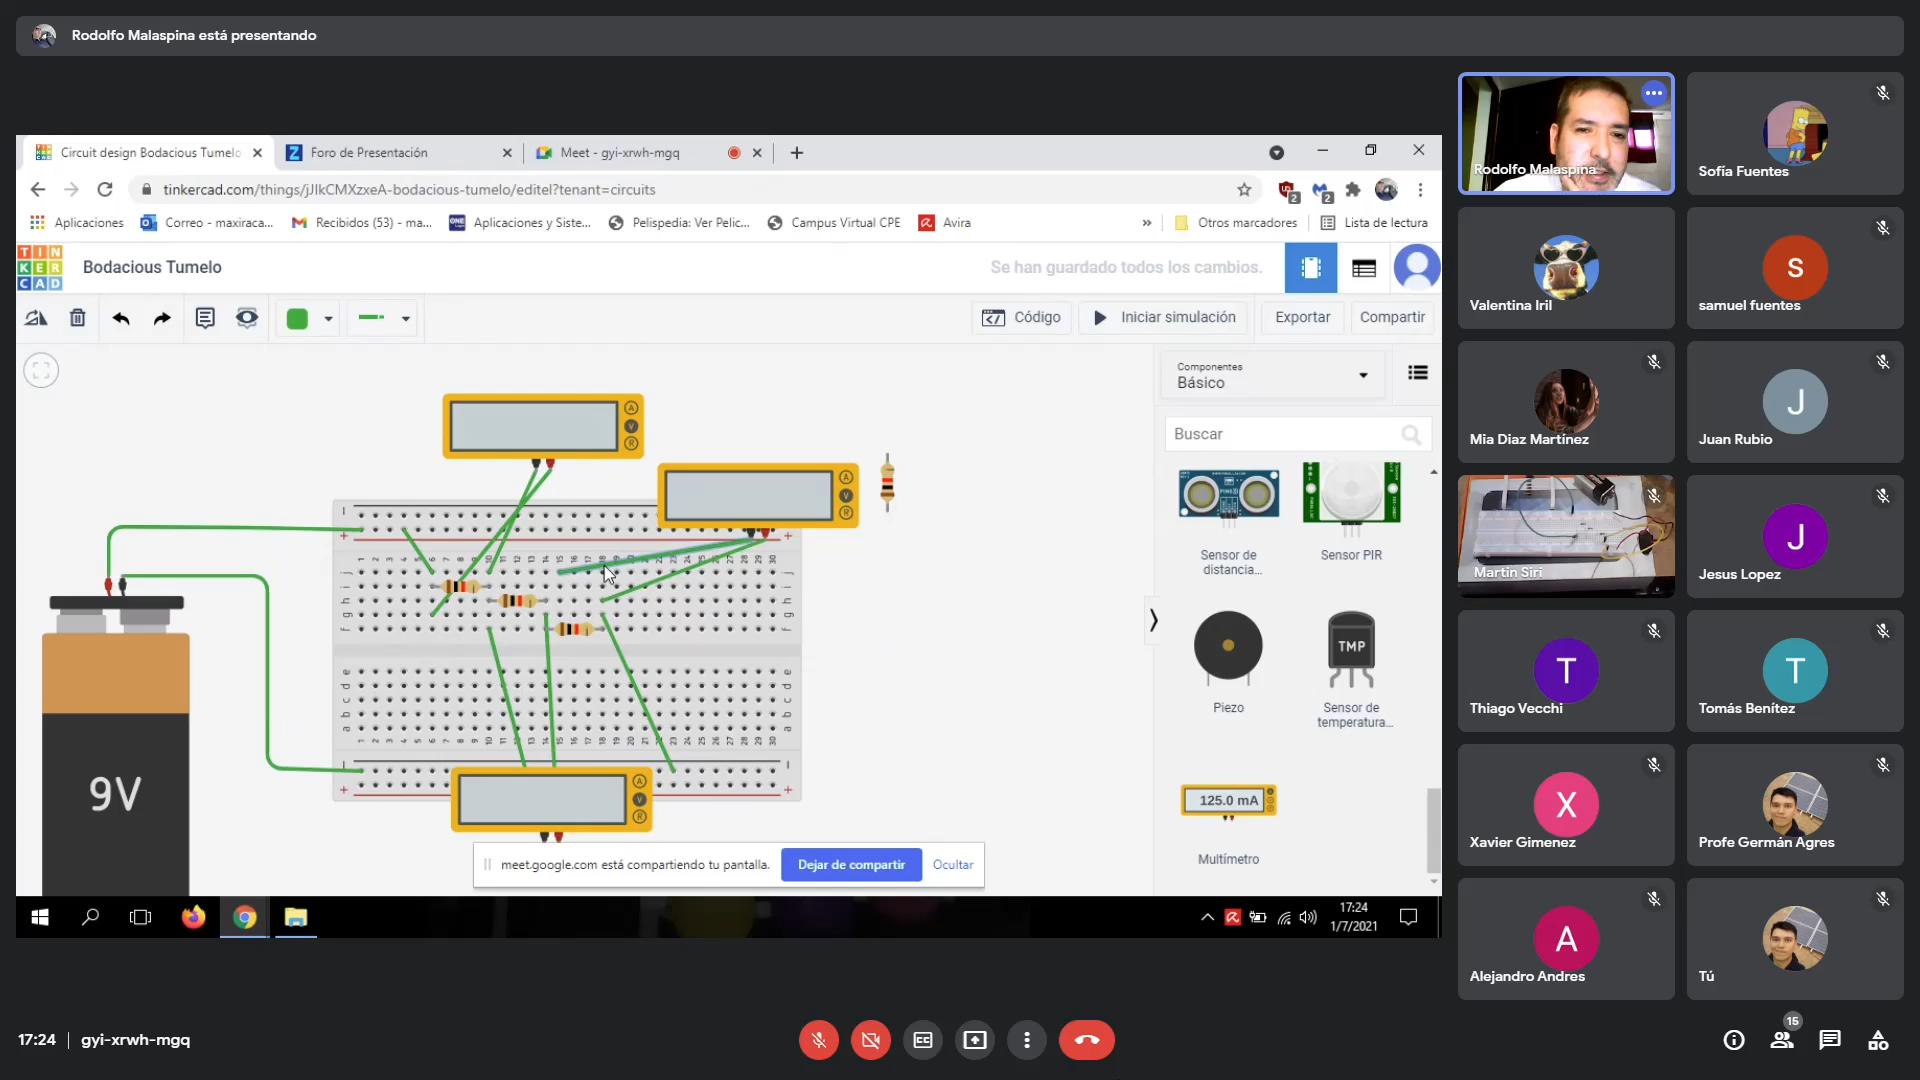 Rodolfo Malaspina está presentando
Circuit design Bodacious Tumelo
Foro de Presentación
Meet - gyi-xrwh-mgq
tinkercad.com/things/jJIkCMXzxeA-bodacious-tumelo/editel?tenant=circuits
2
2
Aplicaciones
Correo - maxiraca...
Recibidos (53) - ma...
Aplicaciones y Siste...
Pelispedia: Ver Pelic...
Campus Virtual CPE
Avira
»
Otros marcadores
Lista de lectura
TIN
KER
CAD
Bodacious Tumelo
Se han guardado todos los cambios.
Código
Iniciar simulación
Exportar
Compartir
Componentes
Básico
Buscar
Sensor de
distancia...
Sensor PIR
Piezo
TMP
Sensor de
temperatura...
125.0 mA
Multímetro
A
V
R
A
V
R
A
V
R
9V
meet.google.com está compartiendo tu pantalla.
Dejar de compartir
Ocultar
17:24
1/7/2021
Rodolfo Malaspina
Sofía Fuentes
Valentina Iril
S
samuel fuentes
Mia Diaz Martínez
J
Juan Rubio
Martin Siri
J
Jesus Lopez
T
Thiago Vecchi
T
Tomás Benítez
X
Xavier Gimenez
Profe Germán Agres
A
Alejandro Andres
Tú
17:24
gyi-xrwh-mgq
15